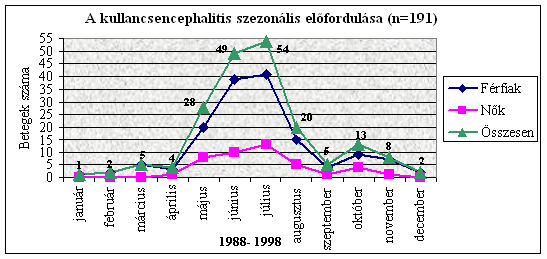 A kullancsencephalitis szezonális előfordulása (n=191)
Betegek száma
55
50
45
40
35
30
25
20
15
10
5
0
1
2
5
4
28
49
54
20
5
13
8
2
január
február
március
április
május
június
július
augusztus
szeptember
október
november
december
1988- 1998
Férfiak
Nők
Összesen